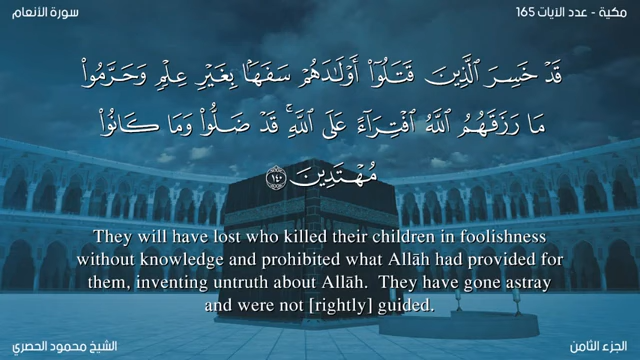 مكية - عدد الآيات 165
سورة الأنعام
قَدۡ خَسِرَ ٱلَّذِينَ قَتَلُوٓاْ أَوۡلَٰدَهُمۡ سَفَهَۢا بِغَيۡرِ عِلۡمٖ وَحَرَّمُواْ
مَا رَزَقَهُمُ ٱللَّهُ ٱفۡتِرَآءً عَلَى ٱللَّهِۚ قَدۡ ضَلُّواْ وَمَا كَانُواْ
مُهۡتَدِينَ ١٤٠
They will have lost who killed their children in foolishness
without knowledge and prohibited what Allāh had provided for
them, inventing untruth about Allāh.  They have gone astray
and were not [rightly] guided.
الجزء الثامن
الشيخ محمود الحصري